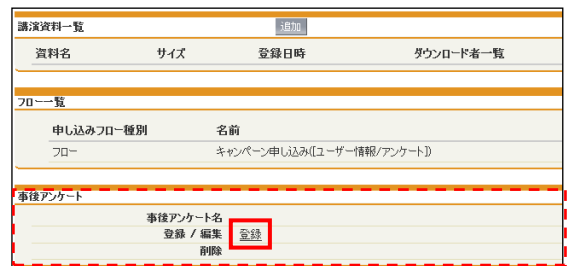 講演資料一覧 追加
資料名 サイズ 登録日時 ダウンロード者一覧
フロー一覧
申し込みフロー種別 名前
フロー キャンペーン申し込み([ユーザー情報/アンケート])
事後アンケート
事後アンケート名
登録 / 編集 登録
削除